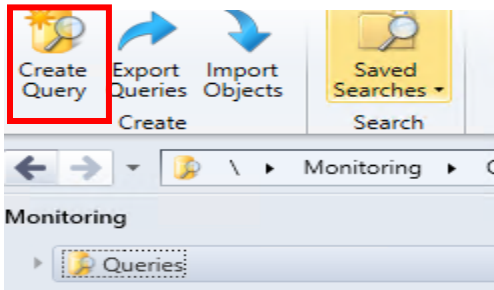 Create Export Import Saved
Query Queries Objects Searches
Create Search
\ Monitoring
Monitoring
Queries